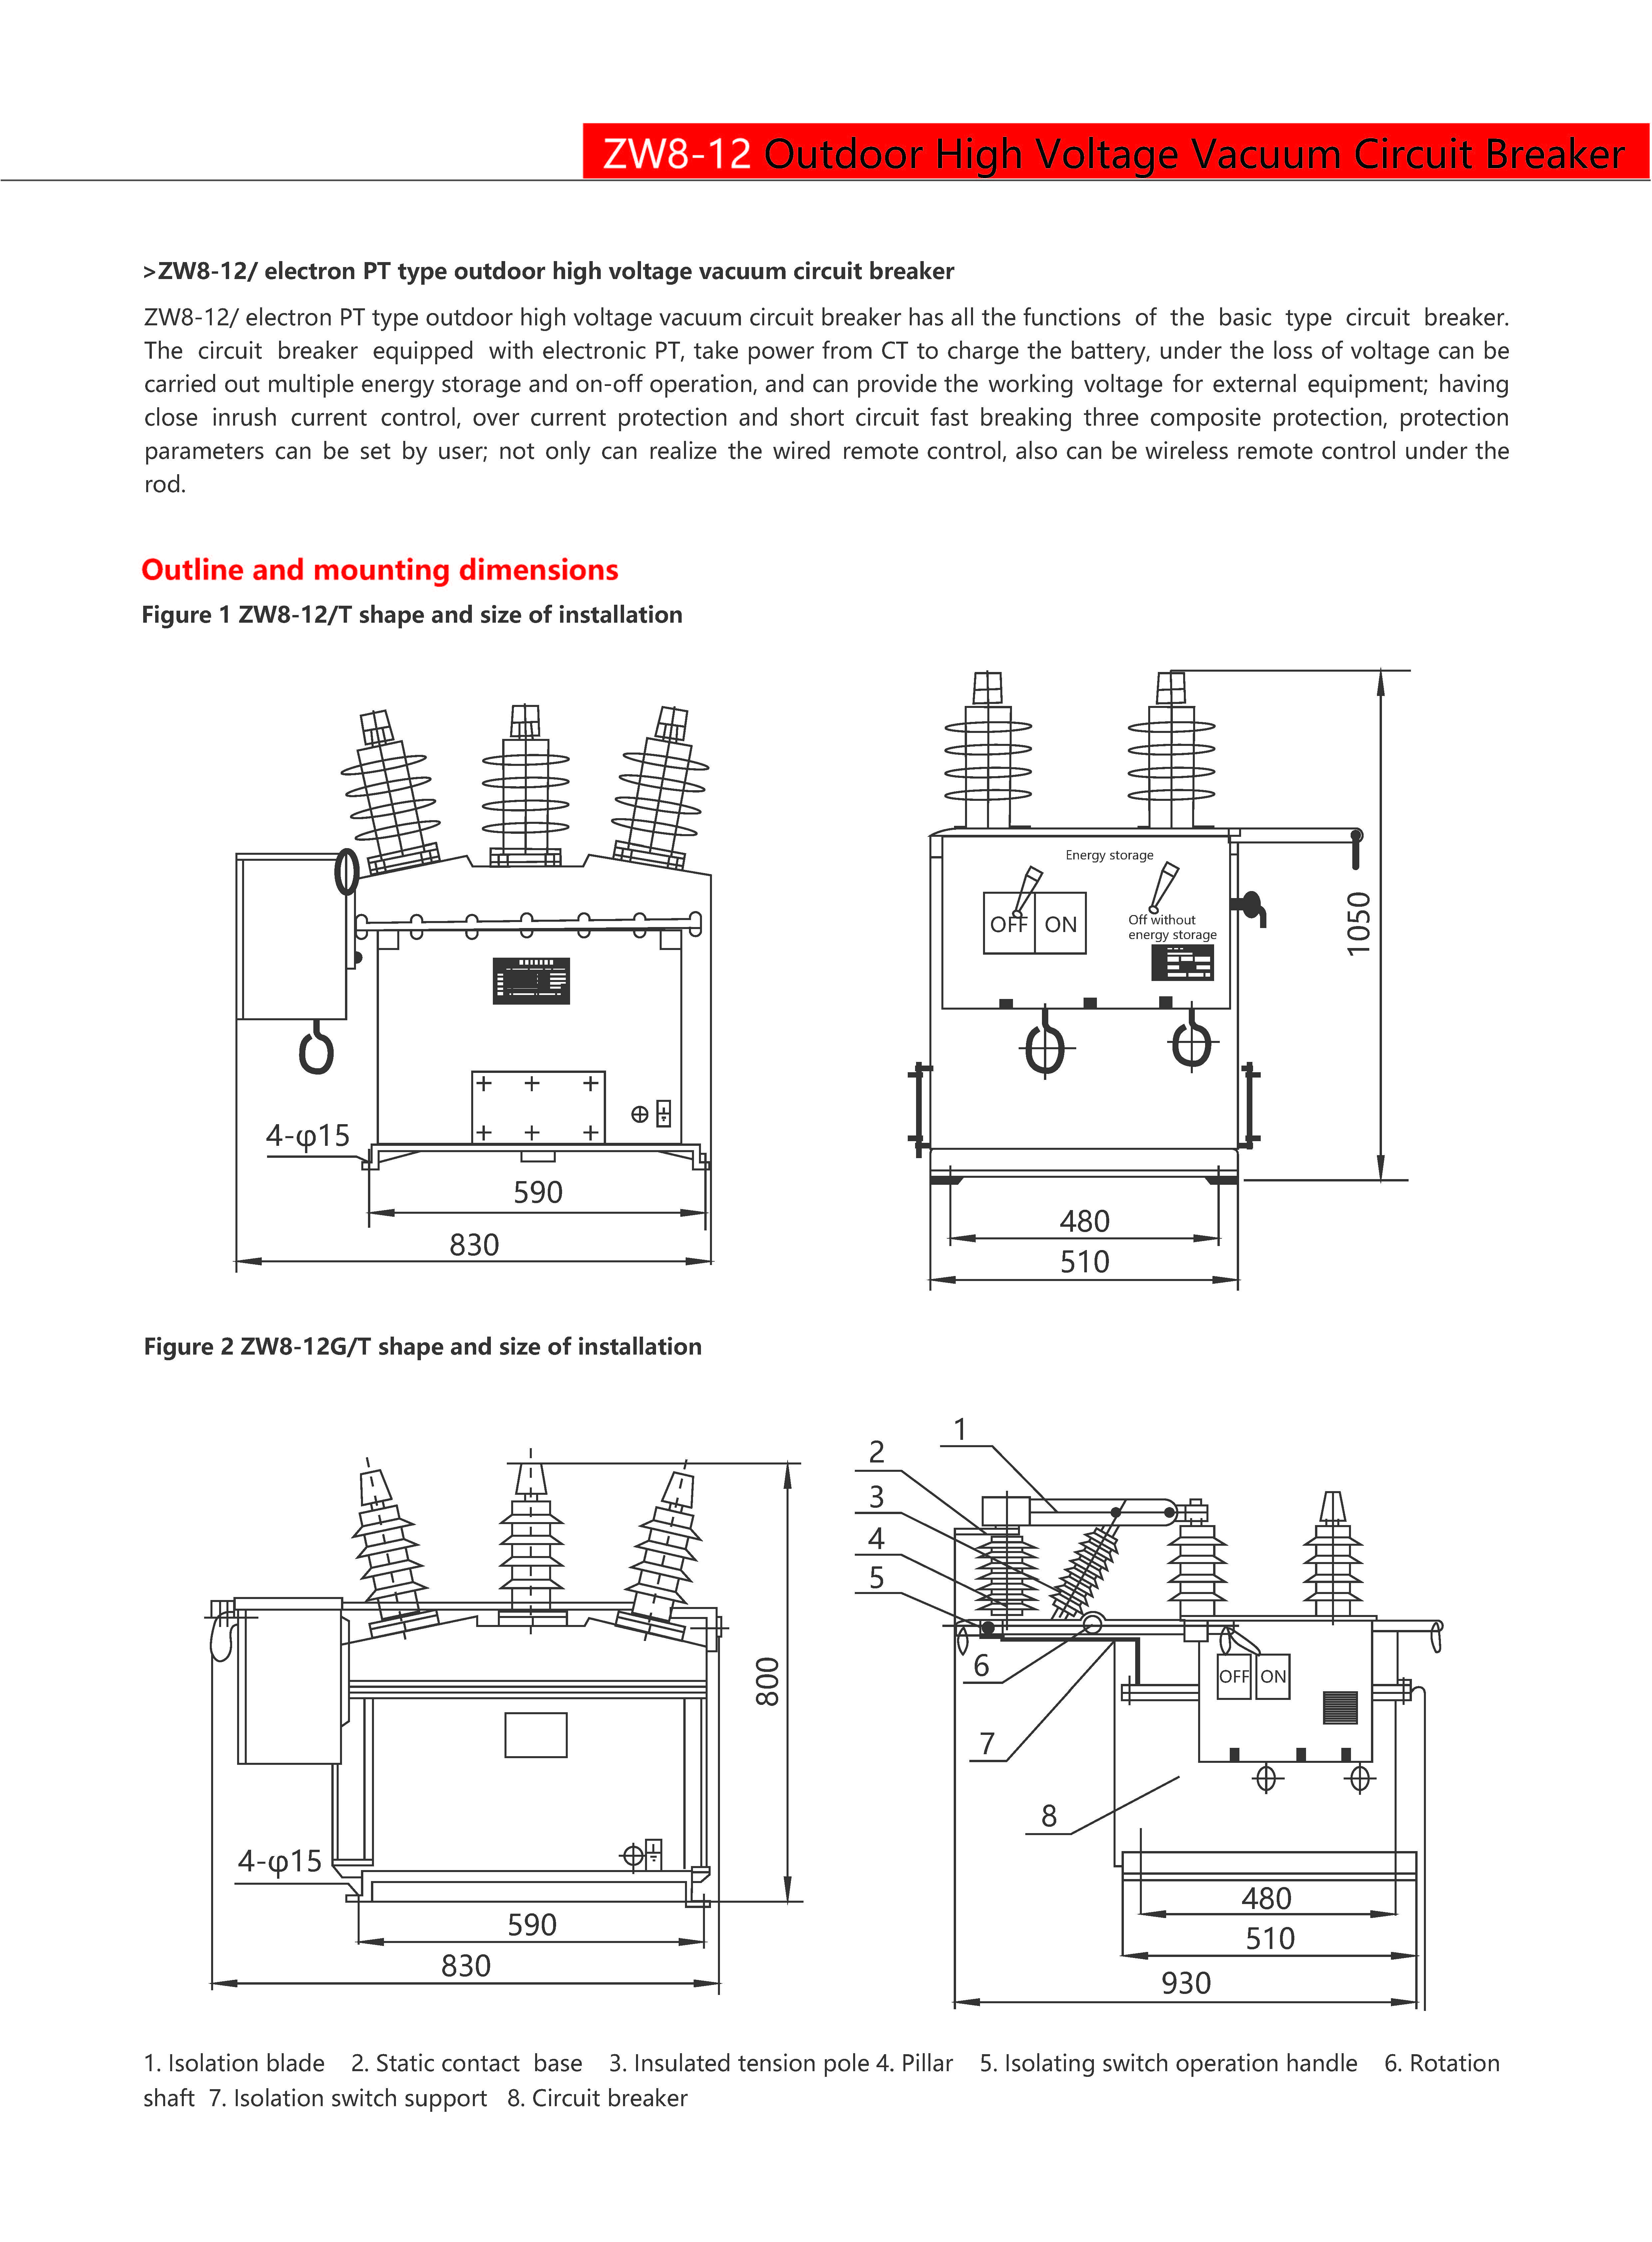 ZW8-12 Outdoor High Voltage Vacuum Circuit Breaker
>ZW8-12/ electron PT type outdoor high voltage vacuum circuit breaker
ZW8-12/ electron PT type outdoor high voltage vacuum circuit breaker has all the functions of the basic type circuit breaker.
The circuit breaker equipped with electronic PT, take power from CT to charge the battery, under the loss of voltage can be
carried out multiple energy storage and on-off operation, and can provide the working voltage for external equipment; having
close inrush current control, over current protection and short circuit fast breaking three composite protection, protection
parameters can be set by user; not only can realize the wired remote control, also can be wireless remote control under the
rod.
Outline and mounting dimensions
Figure 1 ZW8-12/T shape and size of installation
4-φ15
590
830
Energy storage
OFF ON
Off without
energy storage
1050
480
510
Figure 2 ZW8-12G/T shape and size of installation
800
4-φ15
590
830
1
2
3
4
5
6
7
8
OFF ON
480
510
930
1. Isolation blade 2. Static contact base 3. Insulated tension pole 4. Pillar 5. Isolating switch operation handle 6. Rotation
shaft 7. Isolation switch support 8. Circuit breaker